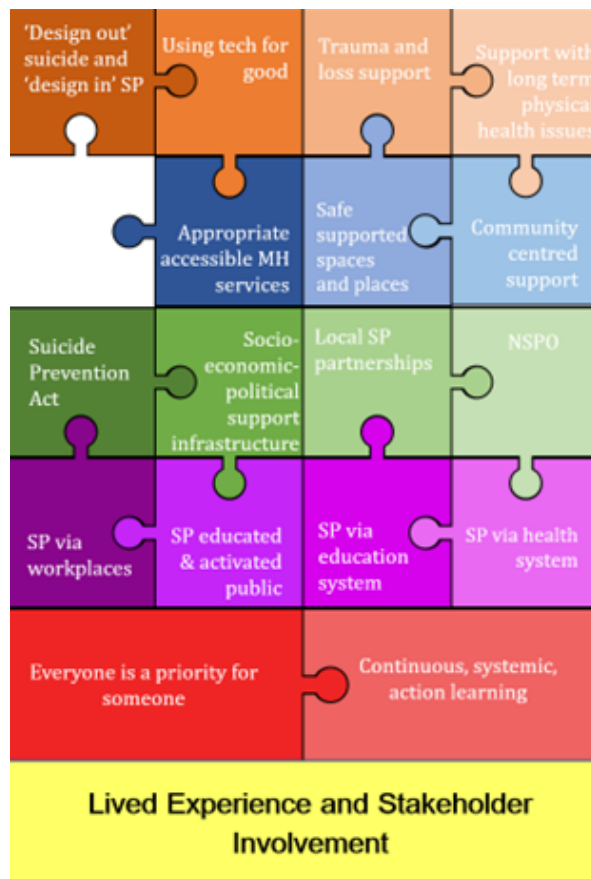 ‘Design out’
suicide and
‘design in’ SP
Using tech for
good
Trauma and
loss support
Support with
long term
physical
health issues
Appropriate
accessible MH
services
Safe
supported
spaces
and places
Community
centred
support
Suicide
Prevention
Act
Socio-
economic-
political
support
infrastructure
Local SP
partnerships
NSPO
SP via
workplaces
SP educated
& activated
public
SP via
education
system
SP via health
system
Everyone is a priority for
someone
Continuous, systemic,
action learning
Lived Experience and Stakeholder
Involvement